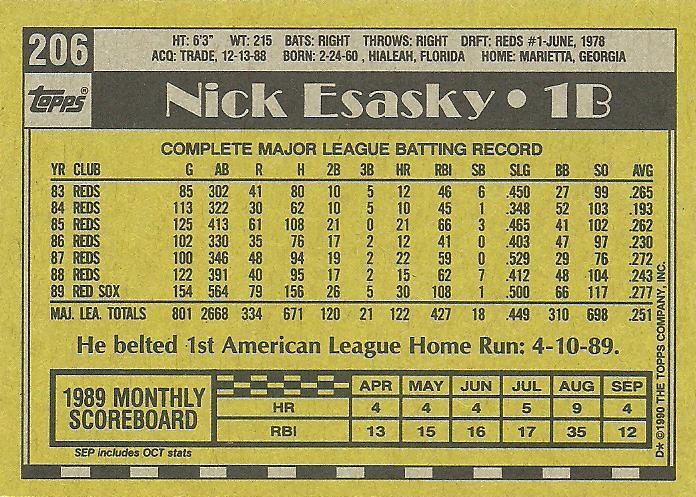 206
HT: 6'3" WT: 215 BATS: RIGHT THROWS: RIGHT DRFT: REDS #1-JUNE, 1978
ACQ: TRADE, 12-13-88 BORN: 2-24-60, HIALEAH, FLORIDA HOME: MARIETTA, GEORGIA
topps®
Nick Esasky • 1B
COMPLETE MAJOR LEAGUE BATTING RECORD
YR CLUB G AB R H 2B 3B HR RBI SB SLG BB SO AVG
83 REDS 85 302 41 80 10 5 12 46 6 .450 27 99 .265
84 REDS 113 322 30 62 10 5 10 45 1 .348 52 103 .193
85 REDS 125 413 61 108 21 0 21 66 3 .465 41 102 .262
86 REDS 102 330 35 76 17 2 12 41 0 .403 47 97 .230
87 REDS 100 346 48 94 19 2 22 59 0 .529 29 76 .272
88 REDS 122 391 40 95 17 2 15 62 7 .412 48 104 .243
89 RED SOX 154 564 79 156 26 5 30 108 1 .500 66 117 .277
MAJ. LEA. TOTALS 801 2668 334 671 120 21 122 427 18 .449 310 698 .251
He belted 1st American League Home Run: 4-10-89.
1989 MONTHLY SCOREBOARD
APR MAY JUN JUL AUG SEP
HR 4 4 4 5 9 4
RBI 13 15 16 17 35 12
SEP includes OCT stats
D* © 1990 THE TOPPS COMPANY, INC.